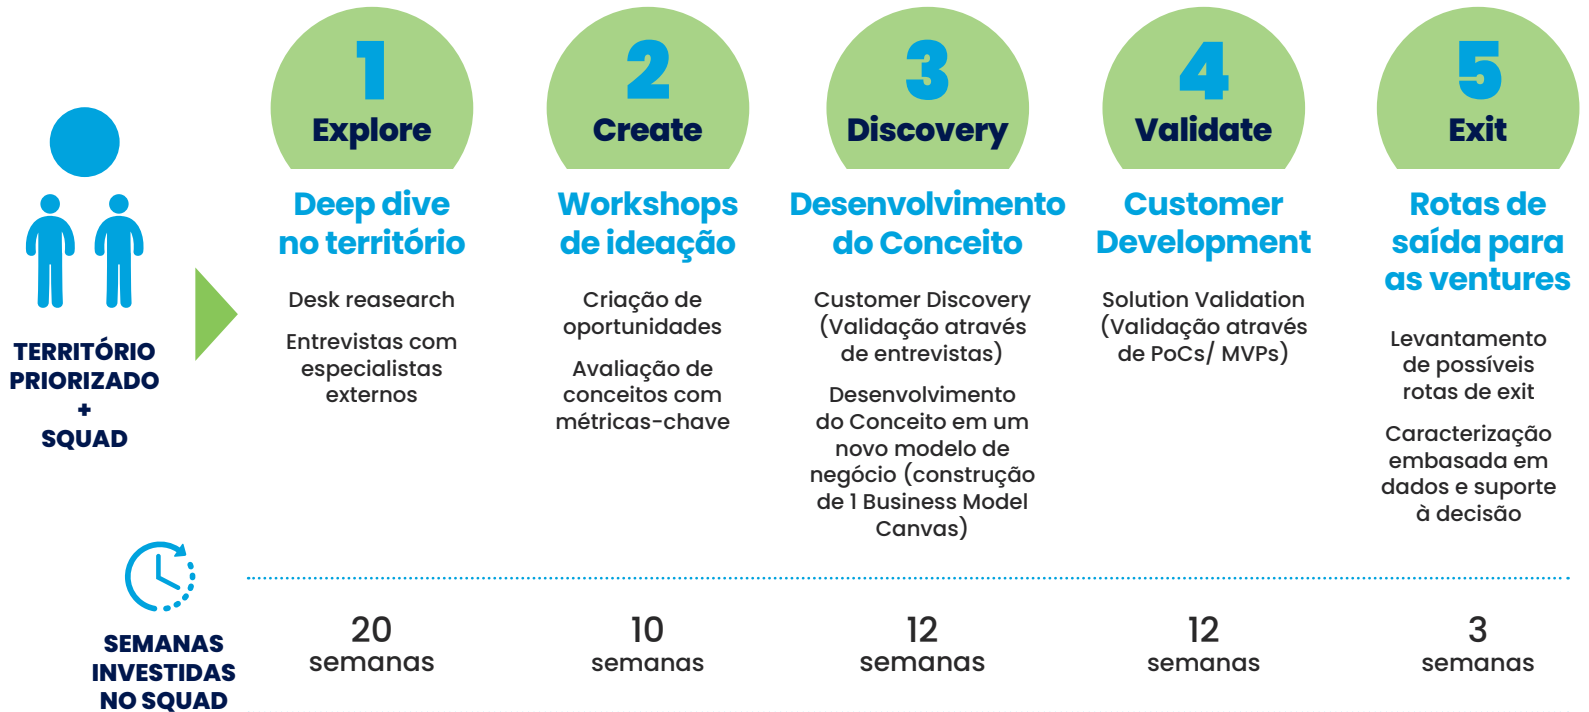 TERRITÓRIO
PRIORIZADO
+
SQUAD
1
Explore
Deep dive
no território
Desk reasearch
Entrevistas com
especialistas
externos
2
Create
Workshops
de ideação
Criação de
oportunidades
Avaliação de
conceitos com
métricas-chave
3
Discovery
Desenvolvimento
do Conceito
Customer Discovery
(Validação através
de entrevistas)
Desenvolvimento
do Conceito em um
novo modelo de
negócio (construção
de 1 Business Model
Canvas)
4
Validate
Customer
Development
Solution Validation
(Validação através
de PoCs/ MVPs)
5
Exit
Rotas de
saída para
as ventures
Levantamento
de possíveis
rotas de exit
Caracterização
embasada em
dados e suporte
à decisão
SEMANAS
INVESTIDAS
NO SQUAD
20
semanas
10
semanas
12
semanas
12
semanas
3
semanas